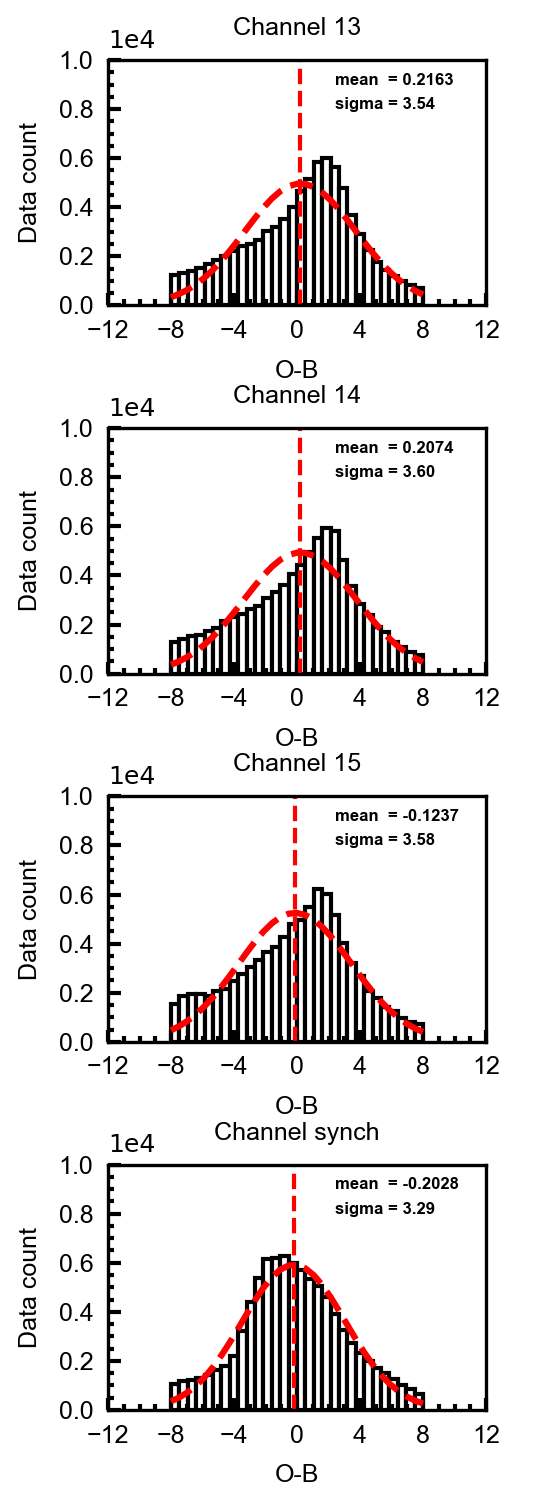 Channel 13
1e4
mean = 0.2163
sigma = 3.54
1.0
0.8
0.6
0.4
0.2
0.0
Data count
−12 −8 −4 0 4 8 12
O-B
Channel 14
1e4
mean = 0.2074
sigma = 3.60
1.0
0.8
0.6
0.4
0.2
0.0
Data count
−12 −8 −4 0 4 8 12
O-B
Channel 15
1e4
mean = -0.1237
sigma = 3.58
1.0
0.8
0.6
0.4
0.2
0.0
Data count
−12 −8 −4 0 4 8 12
O-B
Channel synch
1e4
mean = -0.2028
sigma = 3.29
1.0
0.8
0.6
0.4
0.2
0.0
Data count
−12 −8 −4 0 4 8 12
O-B